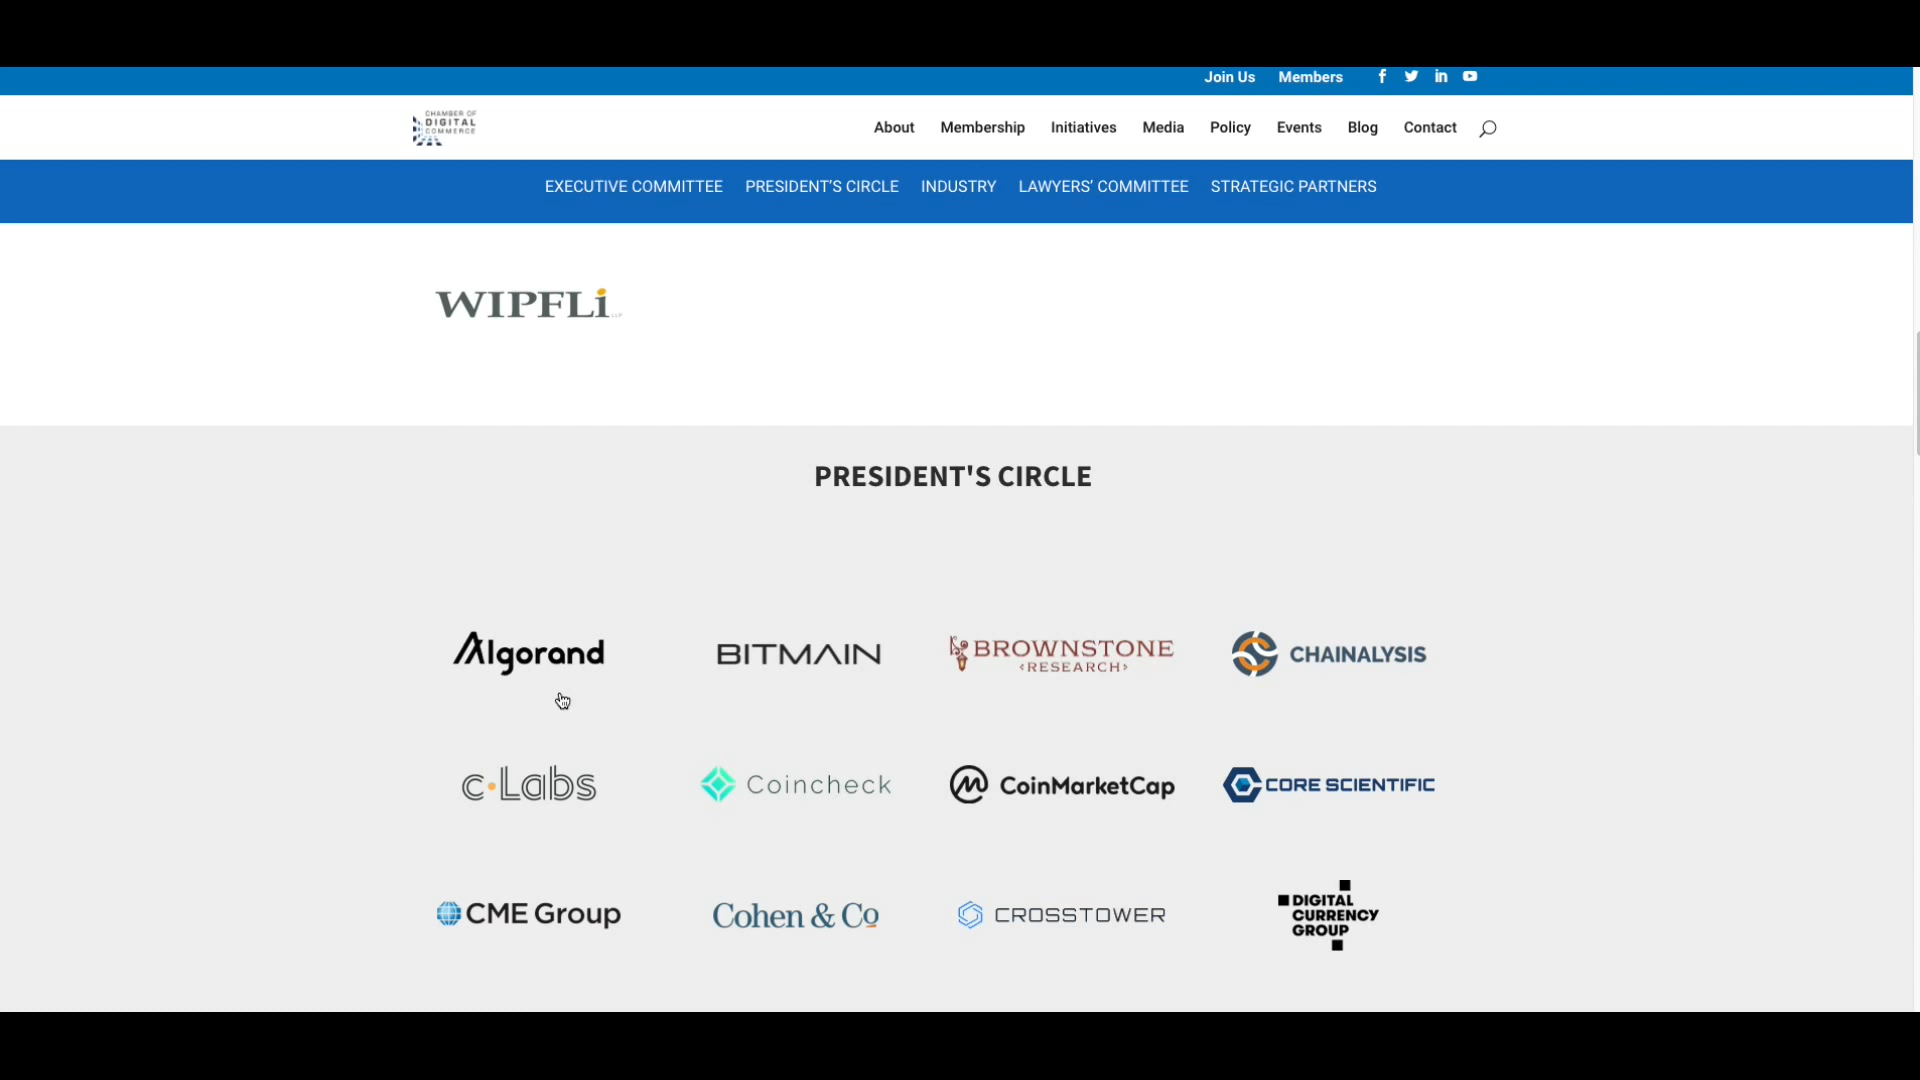 Join Us Members
CHAMBER OF
DIGITAL
COMMERCE
About Membership Initiatives Media Policy Events Blog Contact
EXECUTIVE COMMITTEE PRESIDENT’S CIRCLE INDUSTRY LAWYERS’ COMMITTEE STRATEGIC PARTNERS
WIPFLi LLP
PRESIDENT'S CIRCLE
Algorand BITMAIN BROWNSTONE
‹RESEARCH› CHAINALYSIS
c·Labs Coincheck CoinMarketCap CORE SCIENTIFIC
CME Group Cohen & Co CROSSTOWER DIGITAL
CURRENCY
GROUP